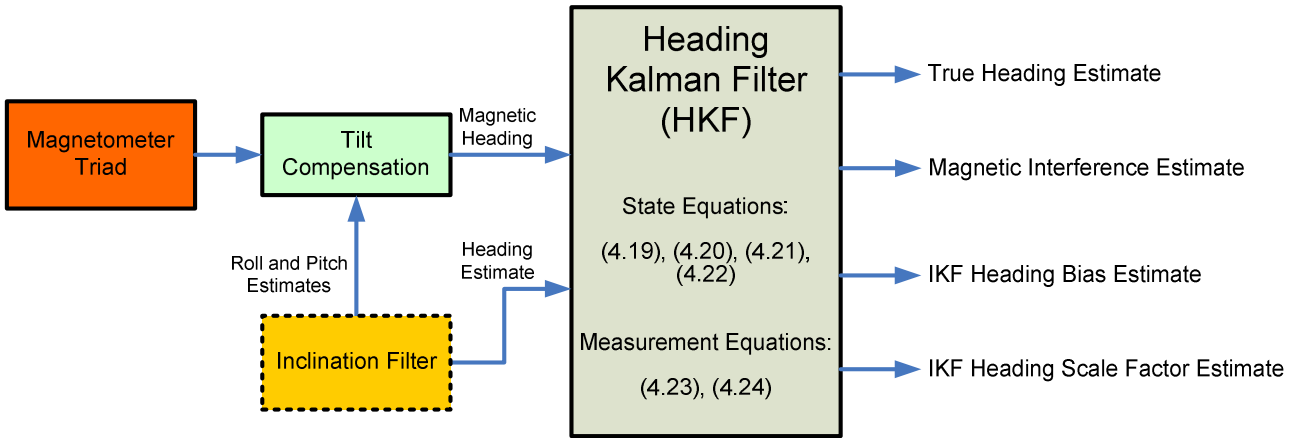 Magnetometer
Triad
Tilt
Compensation
Magnetic
Heading
Roll and Pitch
Estimates
Heading
Estimate
Inclination Filter
Heading
Kalman Filter
(HKF)
State Equations:
(4.19), (4.20), (4.21),
(4.22)
Measurement Equations:
(4.23), (4.24)
True Heading Estimate
Magnetic Interference Estimate
IKF Heading Bias Estimate
IKF Heading Scale Factor Estimate